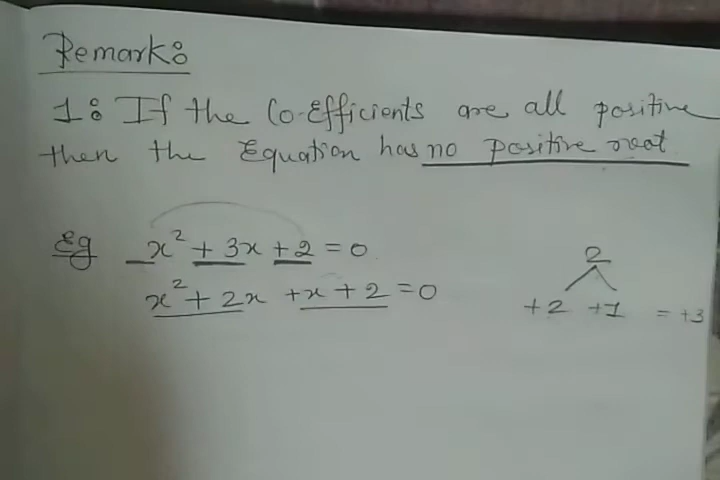 Remark:
1: If the Co-Efficients are all positive
then the Equation has no positive root
Eg x² + 3x + 2 = 0
x² + 2x + x + 2 = 0
2
+2 +1 = +3